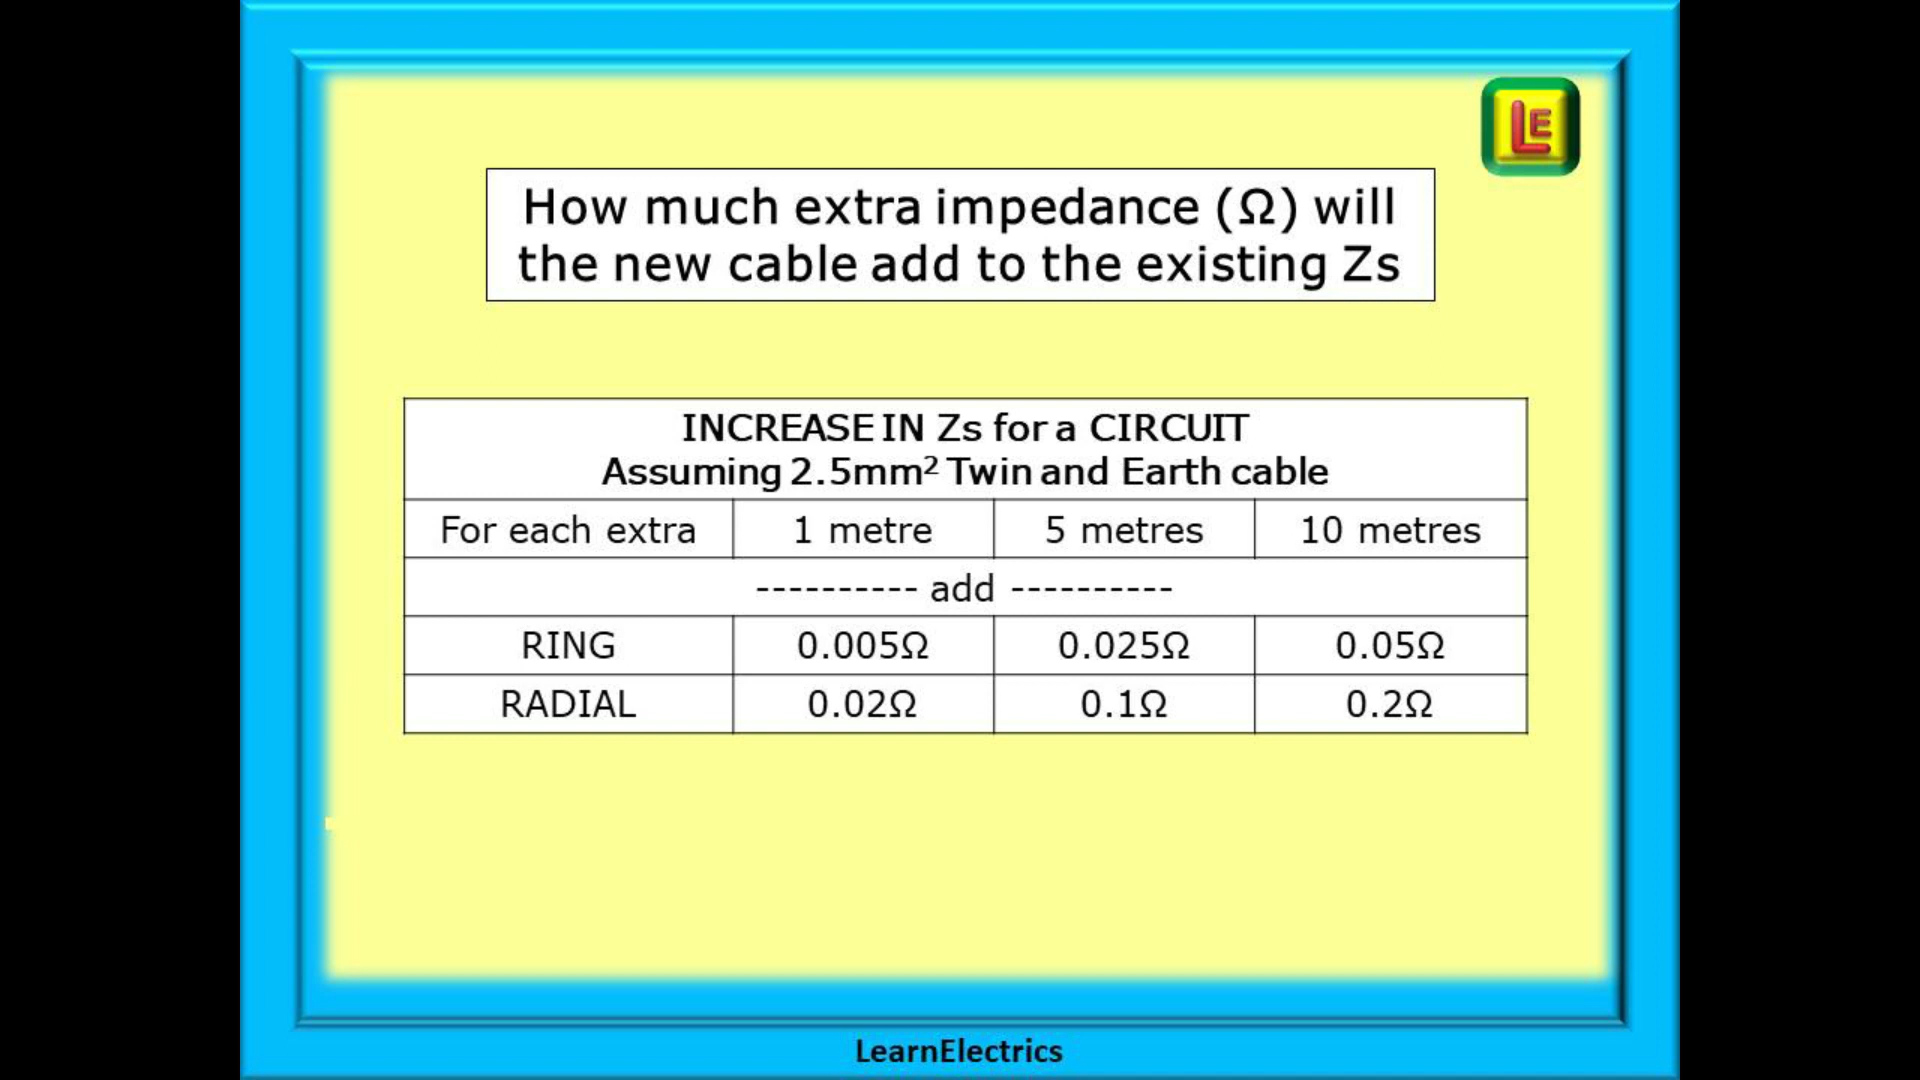 LE
How much extra impedance (Ω) will
the new cable add to the existing Zs
INCREASE IN Zs for a CIRCUIT
Assuming 2.5mm² Twin and Earth cable
For each extra 1 metre 5 metres 10 metres
---------- add ----------
RING 0.005Ω 0.025Ω 0.05Ω
RADIAL 0.02Ω 0.1Ω 0.2Ω
LearnElectrics